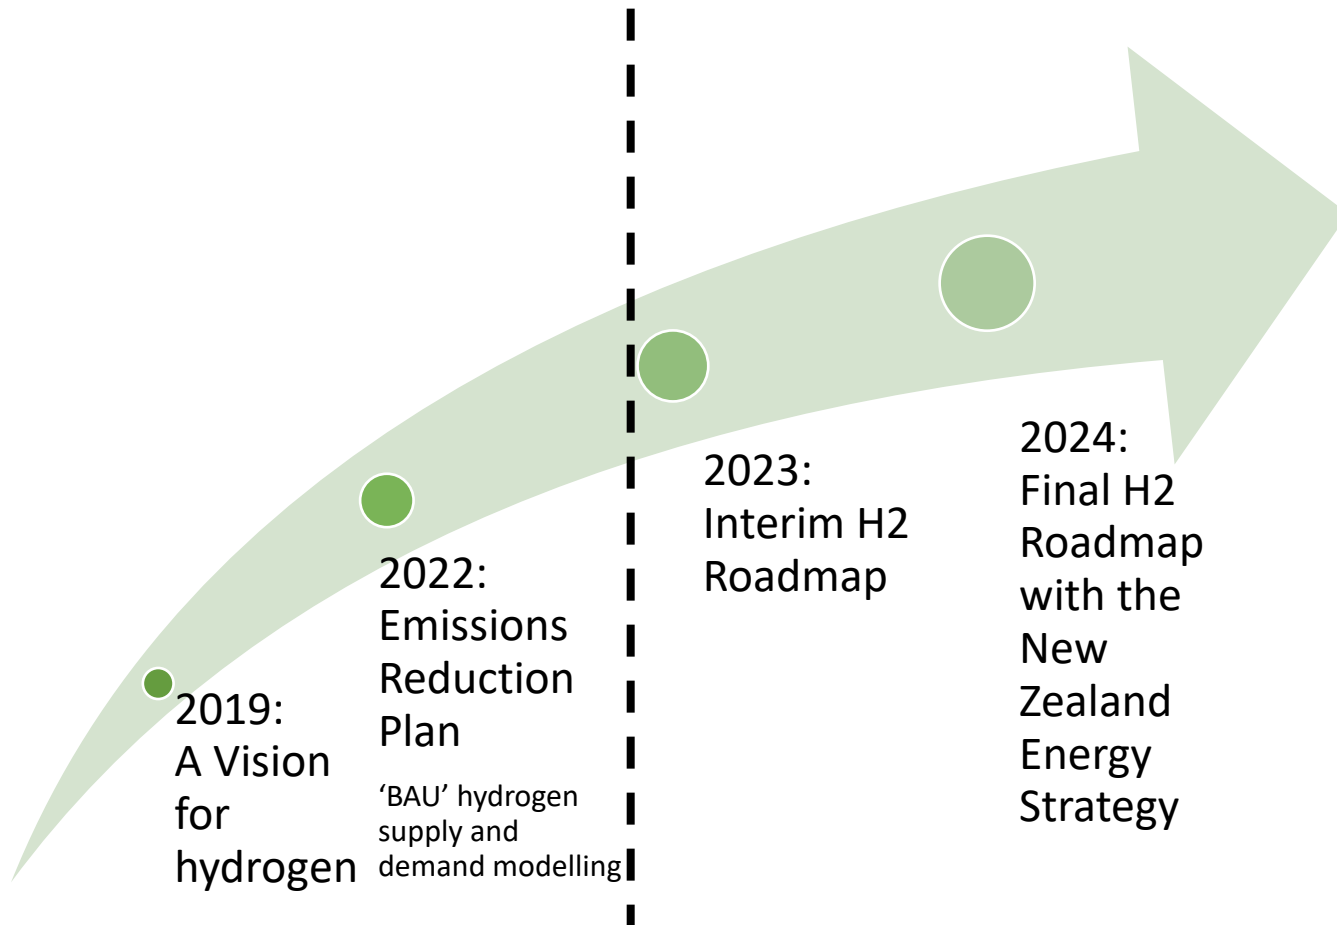 2019:
A Vision
for
hydrogen
2022:
Emissions
Reduction
Plan
‘BAU’ hydrogen
supply and
demand modelling
2023:
Interim H2
Roadmap
2024:
Final H2
Roadmap
with the
New
Zealand
Energy
Strategy